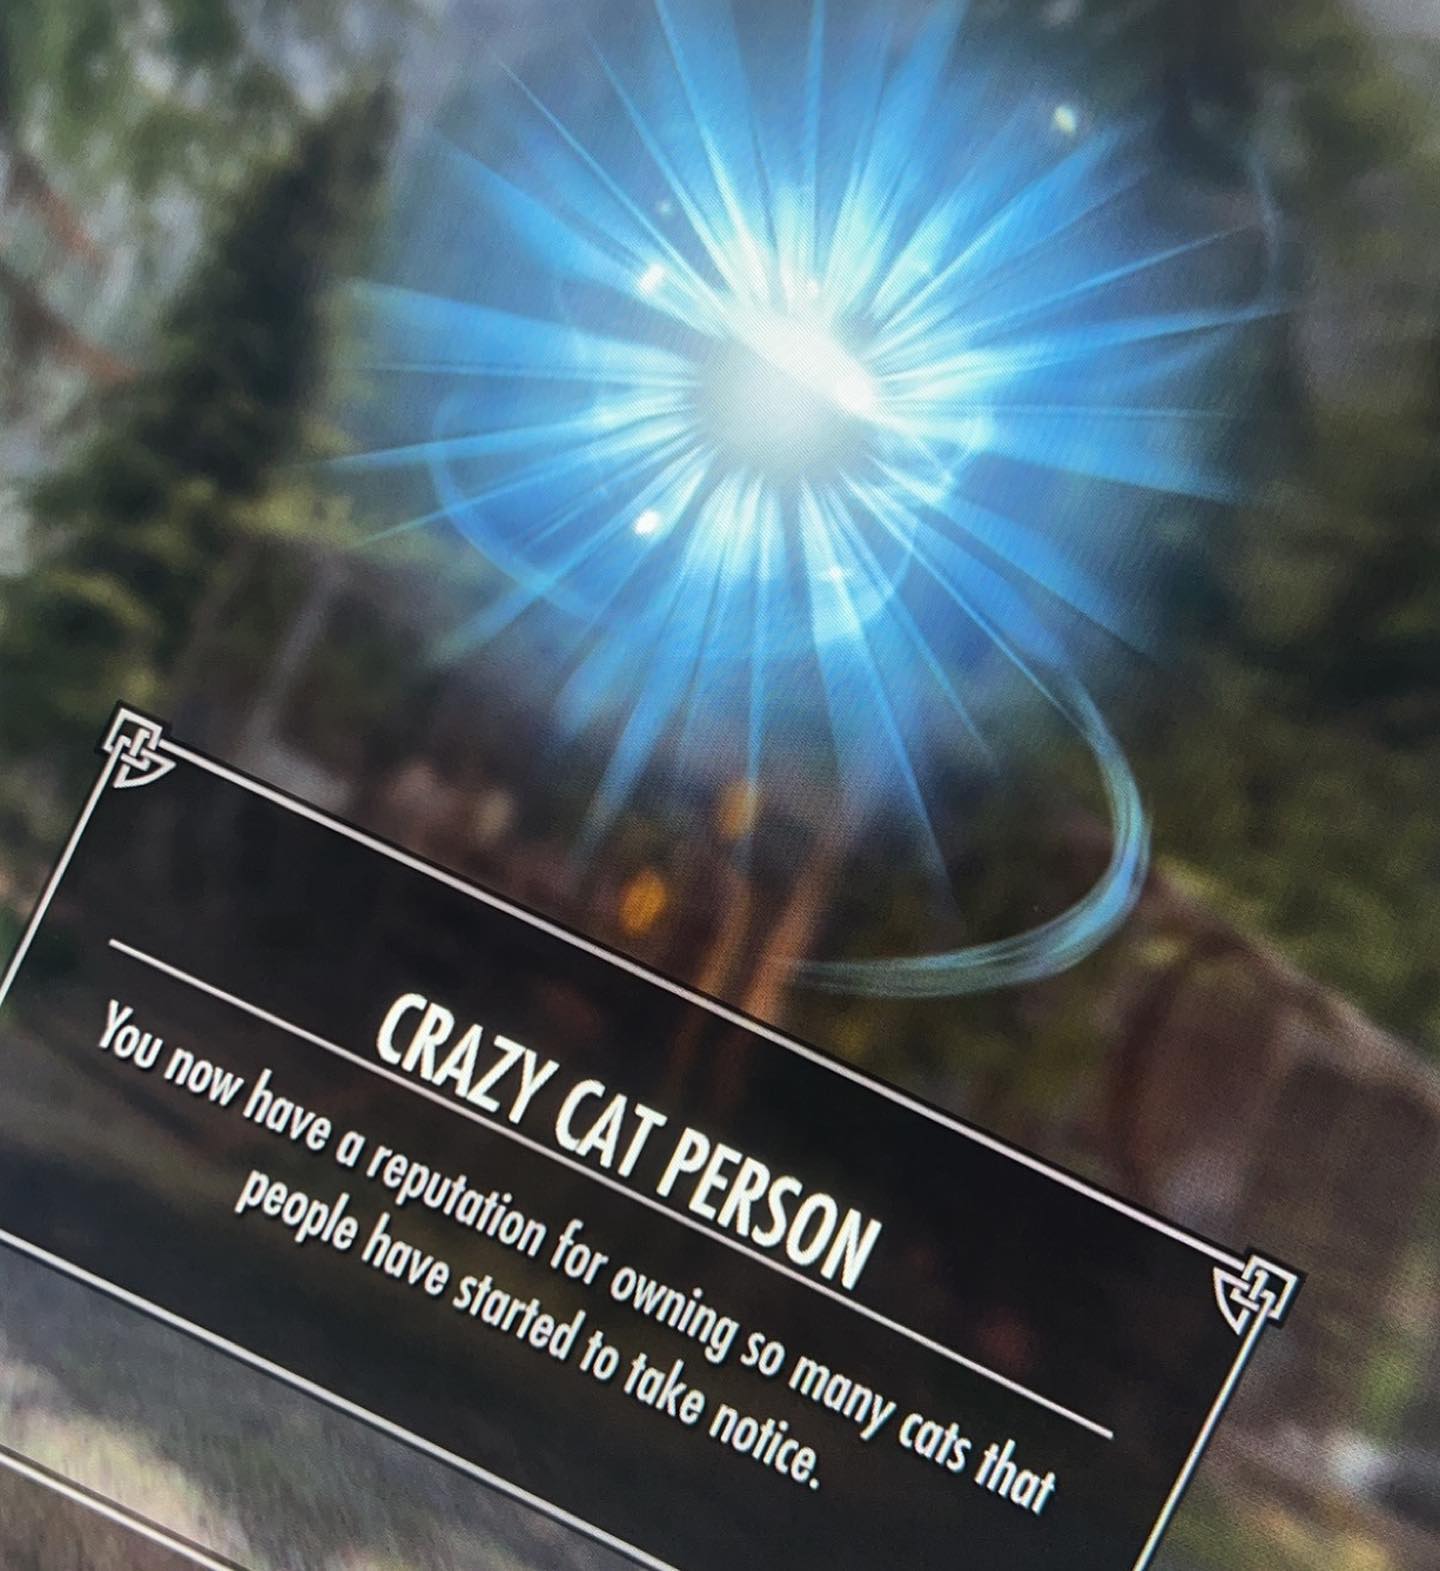 CRAZY CAT PERSON
You now have a reputation for owning so many cats that
people have started to take notice.